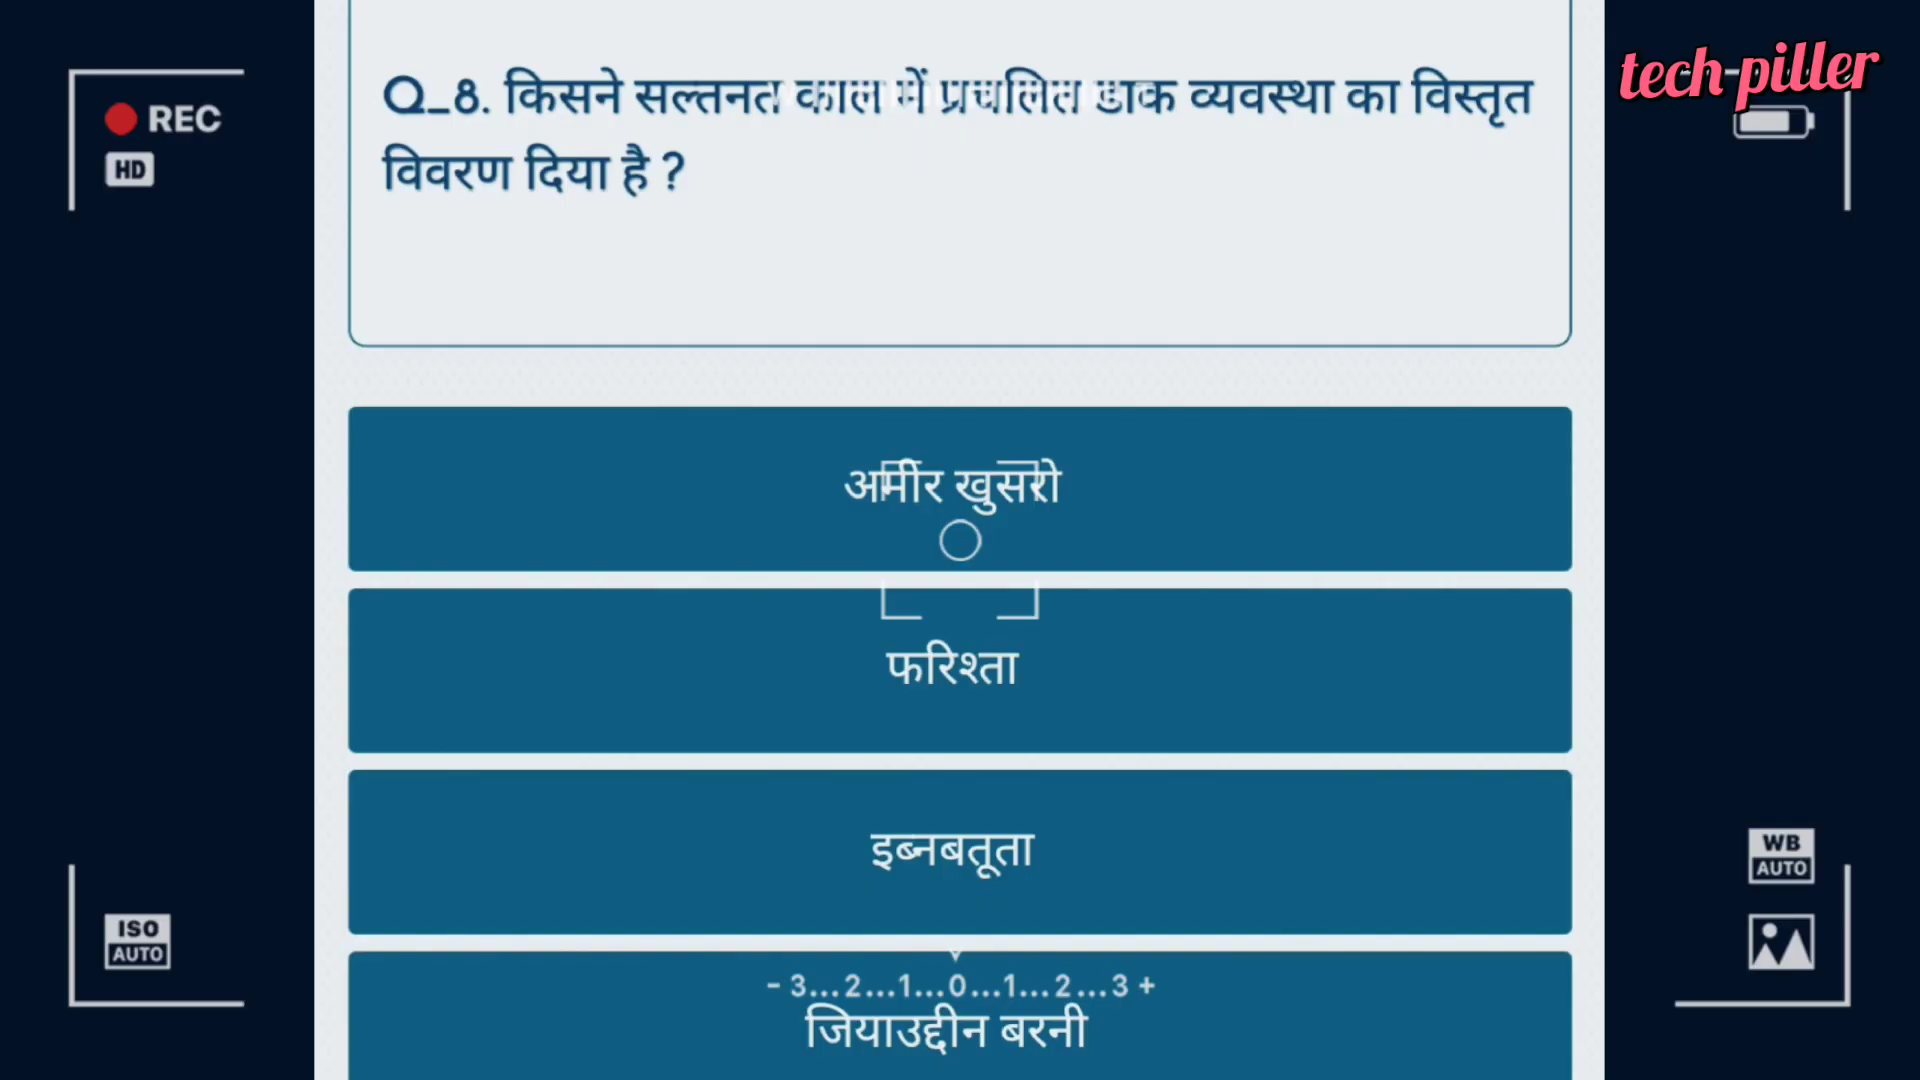 tech piller
REC
HD
Q_8. किसने सल्तनत काल में प्रचलित डाक व्यवस्था का विस्तृत
विवरण दिया है ?
अमीर खुसरो
फरिश्ता
इब्नबतूता
WB
AUTO
ISO
AUTO
- 3...2...1...0...1...2...3 +
जियाउद्दीन बरनी